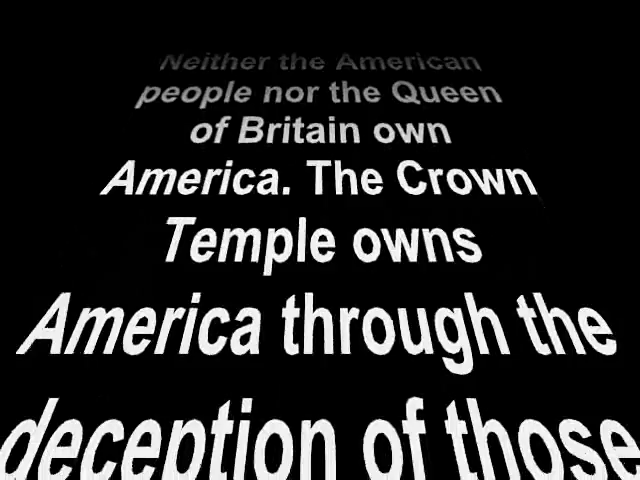 Neither the American
people nor the Queen
of Britain own
America. The Crown
Temple owns
America through the
deception of those